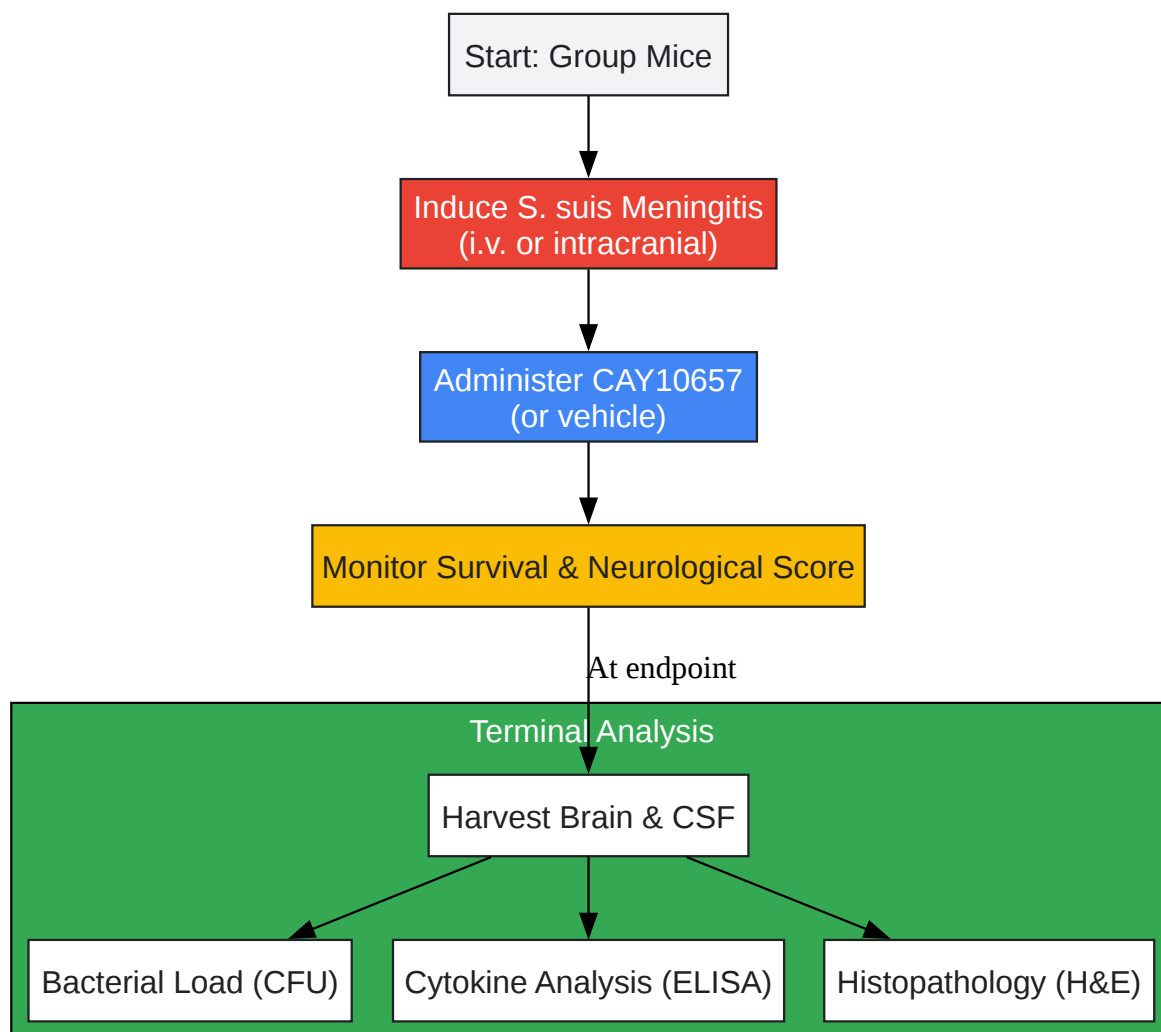 Start: Group Mice
Induce S. suis Meningitis
(i.v. or intracranial)
Administer CAY10657
(or vehicle)
Monitor Survival & Neurological Score
At endpoint
Terminal Analysis
Harvest Brain & CSF
Bacterial Load (CFU)
Cytokine Analysis (ELISA)
Histopathology (H&E)